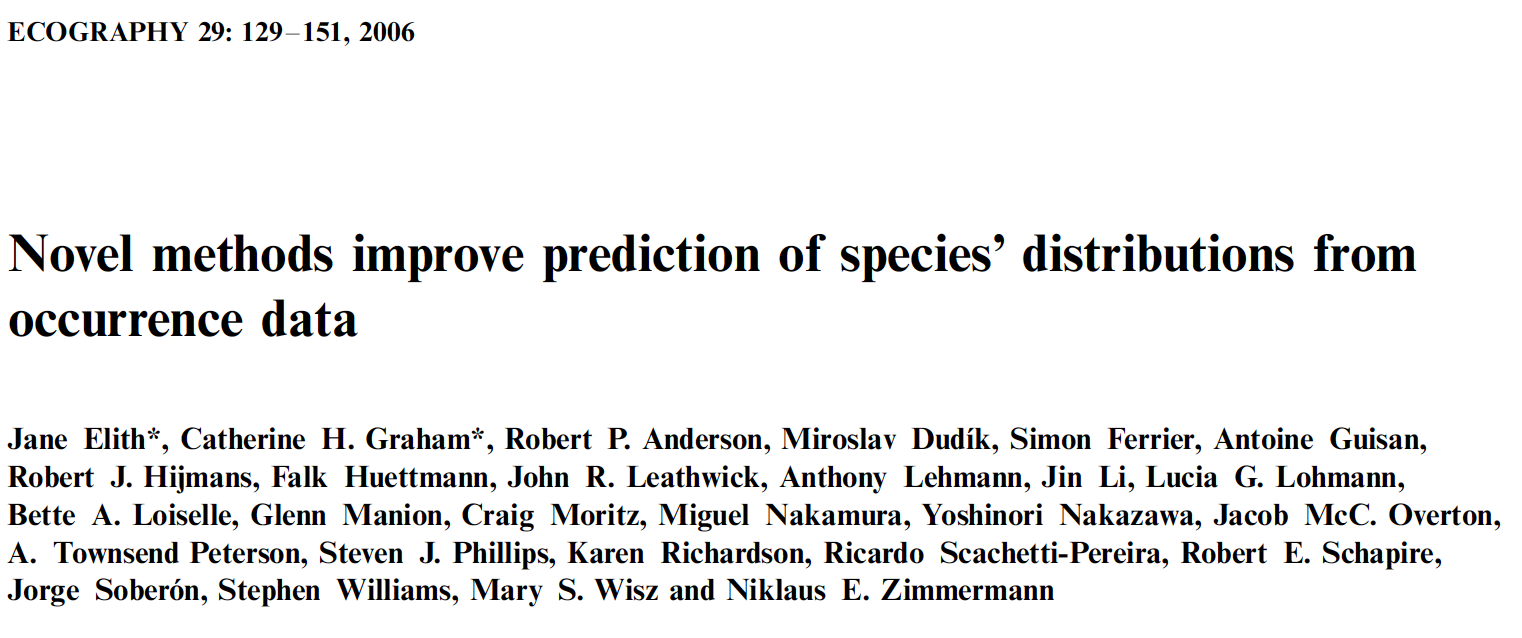 ECOGRAPHY 29: 129–151, 2006
Novel methods improve prediction of species’ distributions from
occurrence data
Jane Elith*, Catherine H. Graham*, Robert P. Anderson, Miroslav Dudík, Simon Ferrier, Antoine Guisan,
Robert J. Hijmans, Falk Huettmann, John R. Leathwick, Anthony Lehmann, Jin Li, Lucia G. Lohmann,
Bette A. Loiselle, Glenn Manion, Craig Moritz, Miguel Nakamura, Yoshinori Nakazawa, Jacob McC. Overton,
A. Townsend Peterson, Steven J. Phillips, Karen Richardson, Ricardo Scachetti-Pereira, Robert E. Schapire,
Jorge Soberón, Stephen Williams, Mary S. Wisz and Niklaus E. Zimmermann